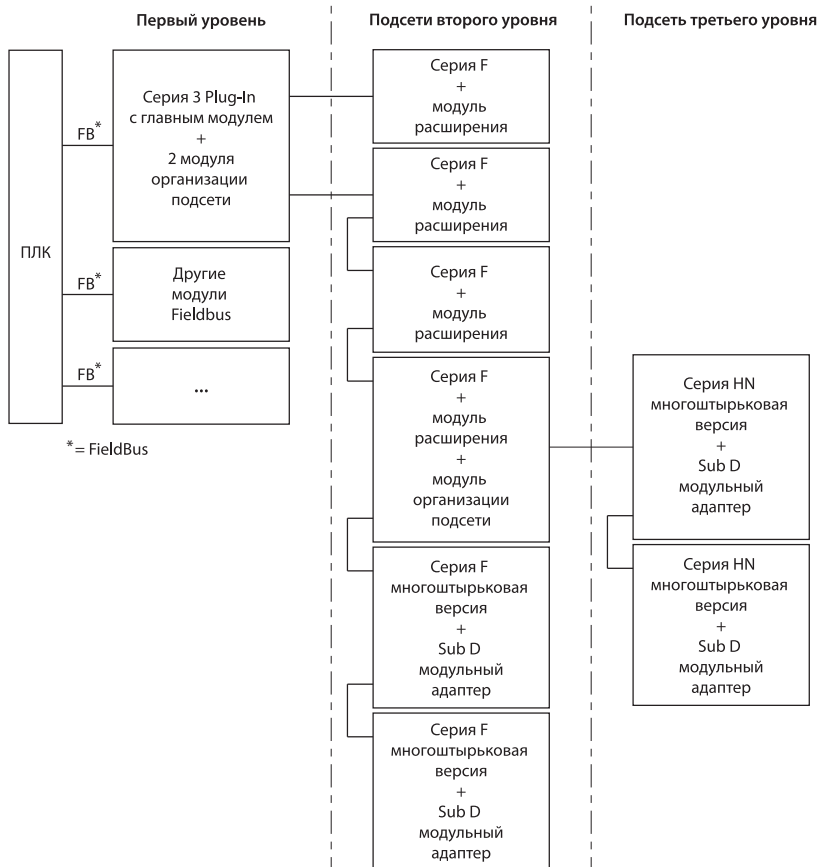 Первый уровень
Подсети второго уровня
Подсеть третьего уровня
ПЛК
FB*
FB*
FB*
Серия 3 Plug-In
с главным модулем
+
2 модуля
организации
подсети
Другие
модули
Fieldbus
...
* = FieldBus
Серия F
+
модуль
расширения
Серия F
+
модуль
расширения
Серия F
+
модуль
расширения
Серия F
+
модуль
расширения
+
модуль
организации
подсети
Серия F
многоштырьковая
версия
+
Sub D
модульный
адаптер
Серия F
многоштырьковая
версия
+
Sub D
модульный
адаптер
Серия HN
многоштырьковая
версия
+
Sub D
модульный
адаптер
Серия HN
многоштырьковая
версия
+
Sub D
модульный
адаптер